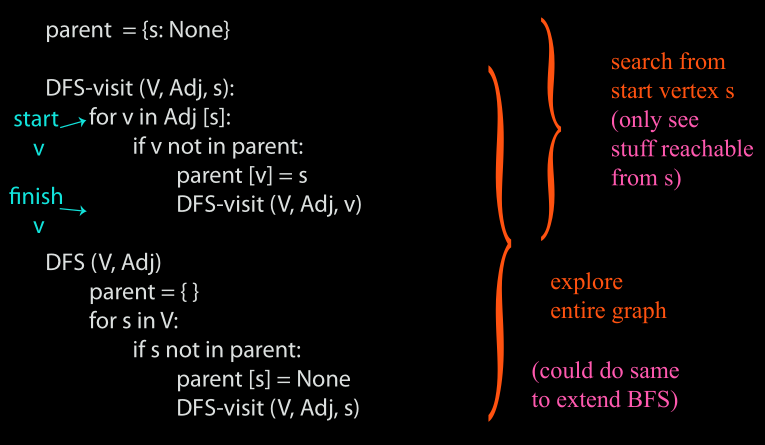 parent = {s: None}
DFS-visit (V, Adj, s):
start
for v in Adj [s]:
v
if v not in parent:
parent [v] = s
finish
DFS-visit (V, Adj, v)
v
DFS (V, Adj)
parent = { }
for s in V:
if s not in parent:
parent [s] = None
DFS-visit (V, Adj, s)
search from
start vertex s
(only see
stuff reachable
from s)
explore
entire graph
(could do same
to extend BFS)